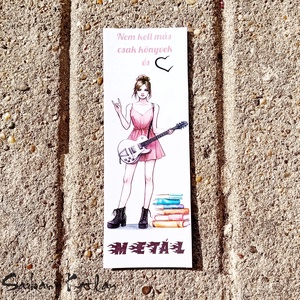 Nem kell más
csak könyvek
és
METÁL